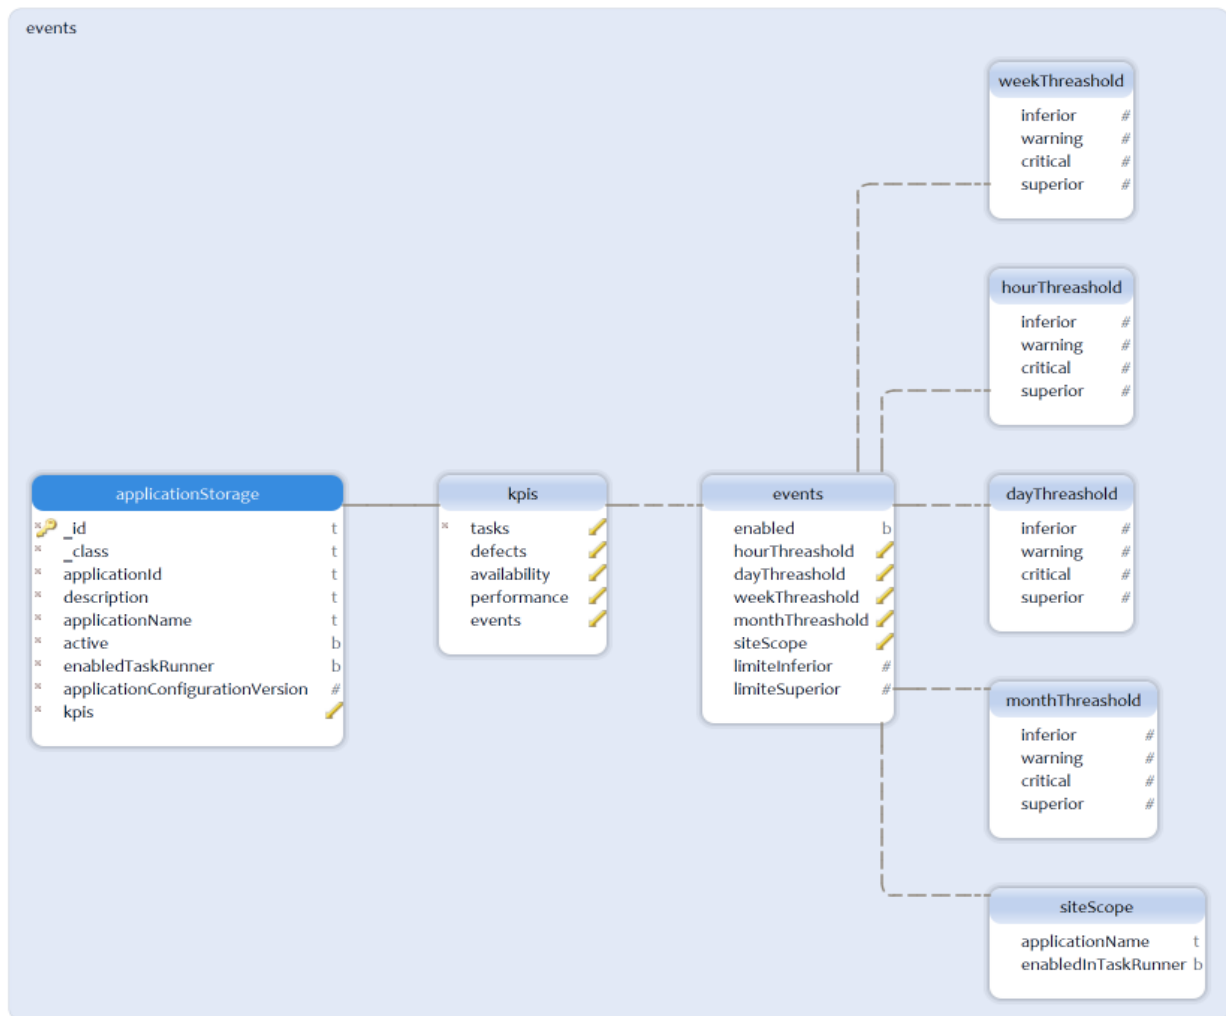 events
weekThreashold
inferior #
warning #
critical #
superior #
hourThreashold
inferior #
warning #
critical #
superior #
applicationStorage
_id t
_class t
applicationId t
description t
applicationName t
active b
enabledTaskRunner b
applicationConfigurationVersion #
kpis
kpis
tasks
defects
availability
performance
events
events
enabled b
hourThreashold
dayThreashold
weekThreashold
monthThreashold
siteScope
limiteInferior #
limiteSuperior #
dayThreashold
inferior #
warning #
critical #
superior #
monthThreashold
inferior #
warning #
critical #
superior #
siteScope
applicationName t
enabledInTaskRunner b